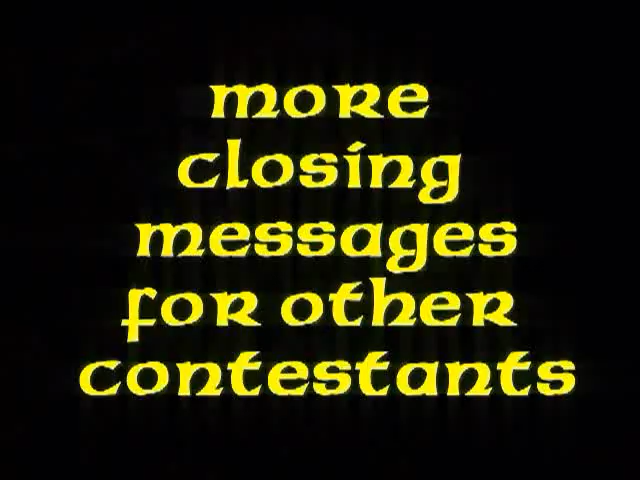 more
closing
messages
for other
contestants